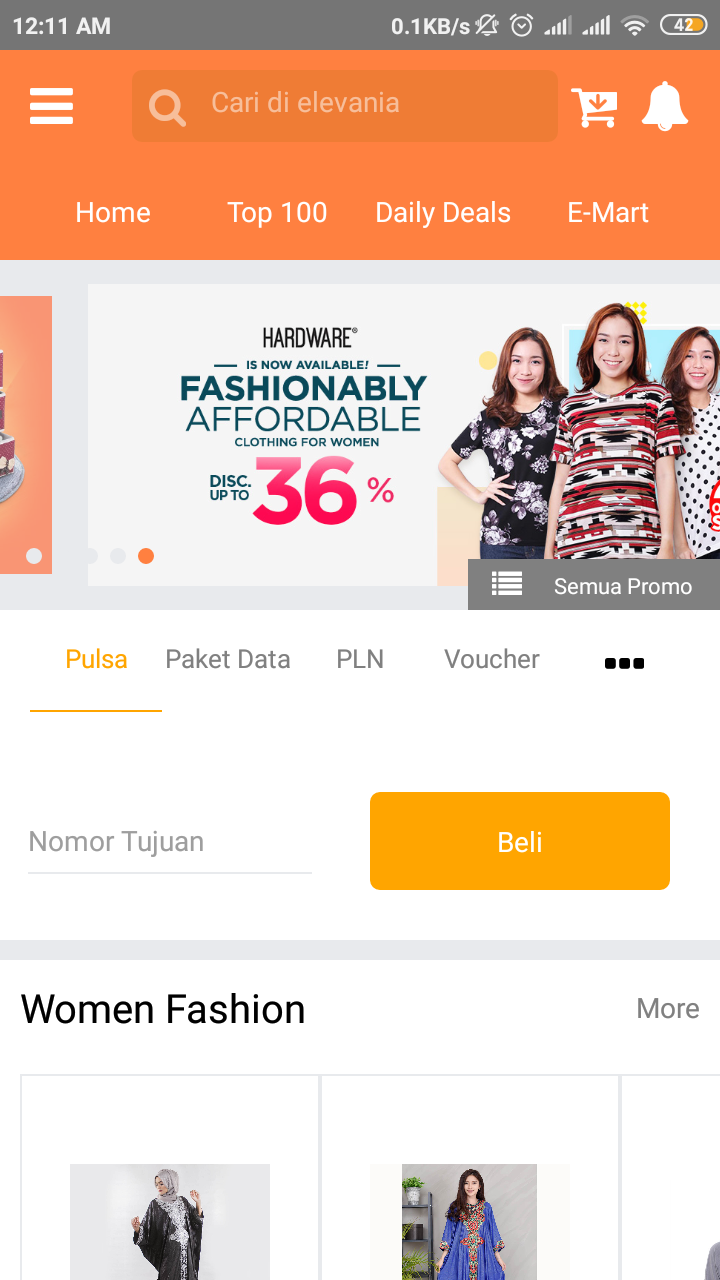 12:11 AM 0.1KB/s 42
Cari di elevania
Home Top 100 Daily Deals E-Mart
HARDWARE®
IS NOW AVAILABLE!
FASHIONABLY
AFFORDABLE
CLOTHING FOR WOMEN
DISC. UP TO 36 %
Semua Promo
Pulsa Paket Data PLN Voucher
Nomor Tujuan Beli
Women Fashion More